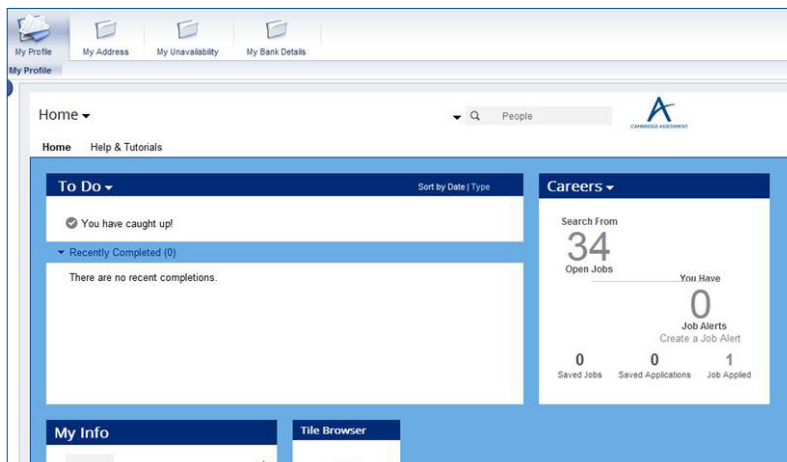 My Profile My Address My Unavailability My Bank Details
My Profile
Home People
CAMBRIDGE ASSESSMENT
Home Help & Tutorials
To Do Sort by Date | Type
You have caught up!
Recently Completed (0)
There are no recent completions.
Careers
Search From
34
Open Jobs
You Have
0
Job Alerts
Create a Job Alert
0 0 1
Saved Jobs Saved Applications Job Applied
My Info
Tile Browser